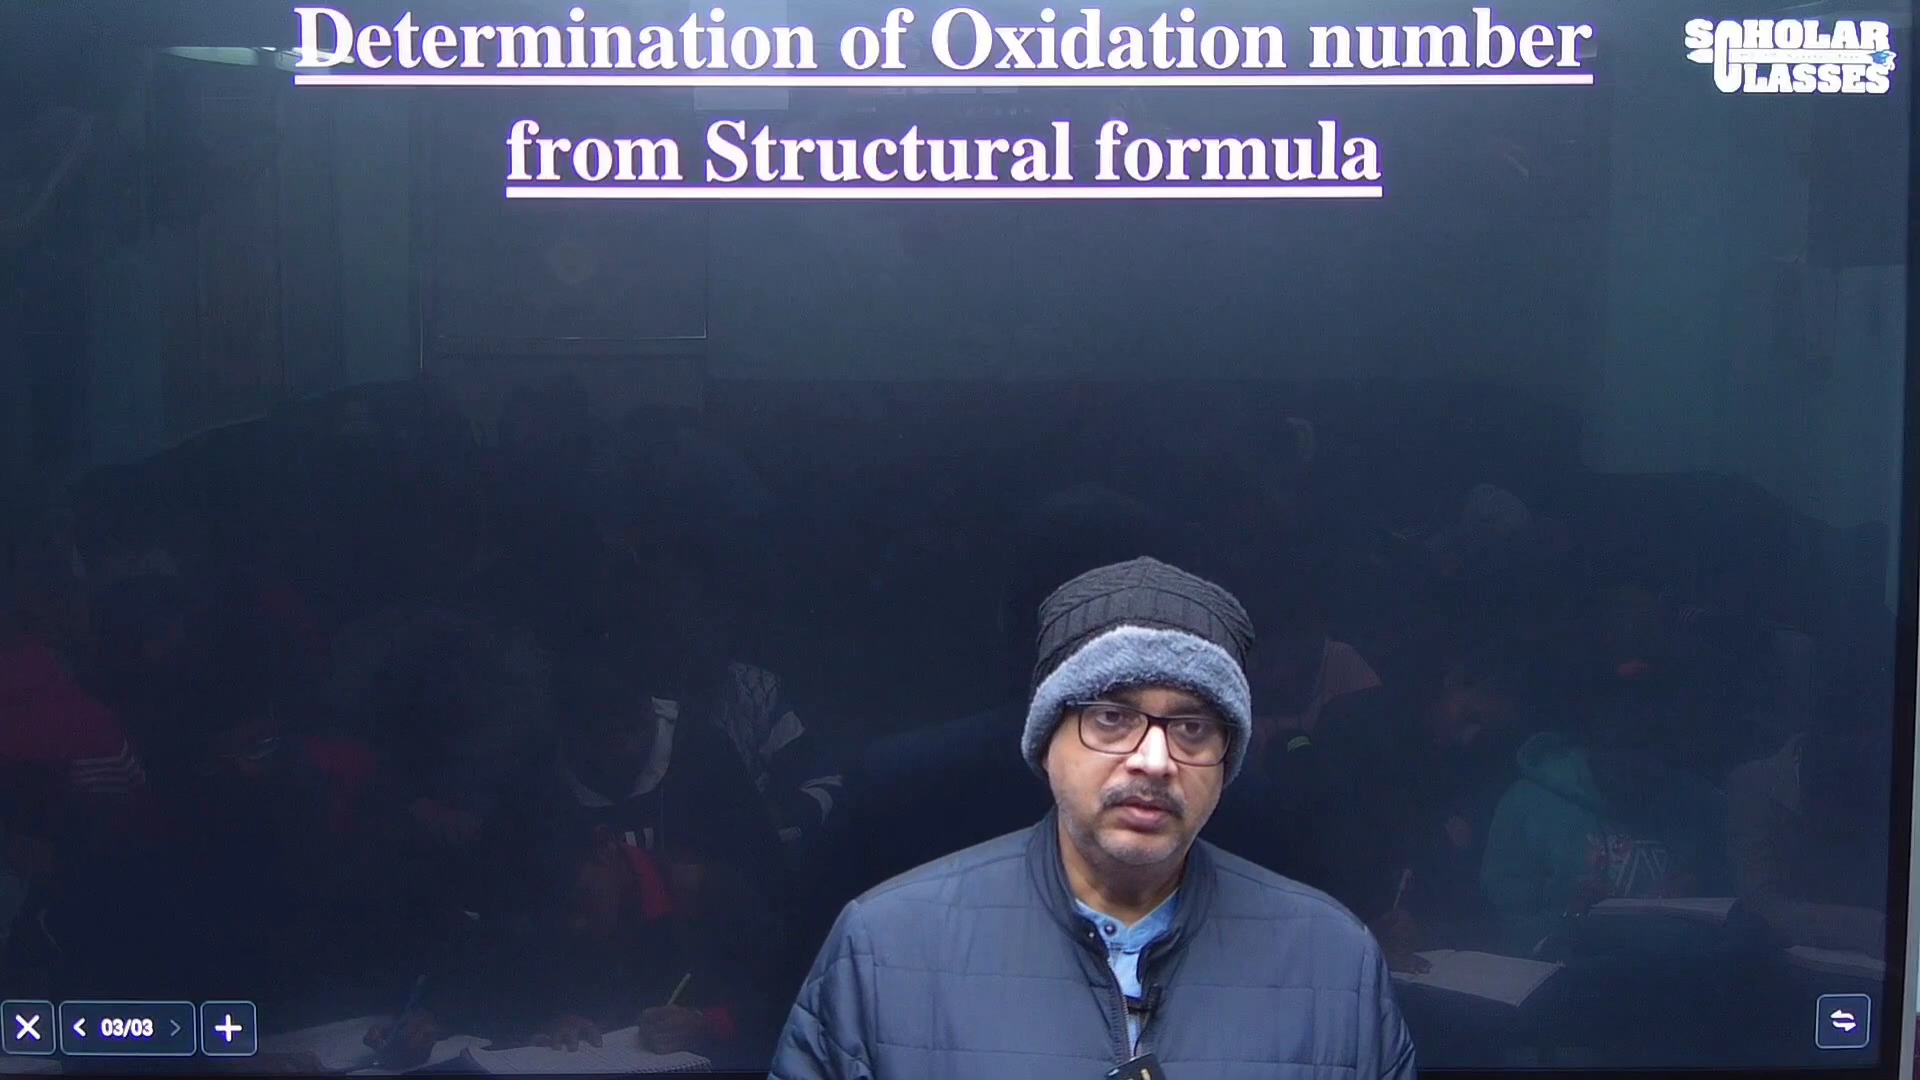 Determination of Oxidation number
from Structural formula
SCHOLAR
CLASSES
03/03